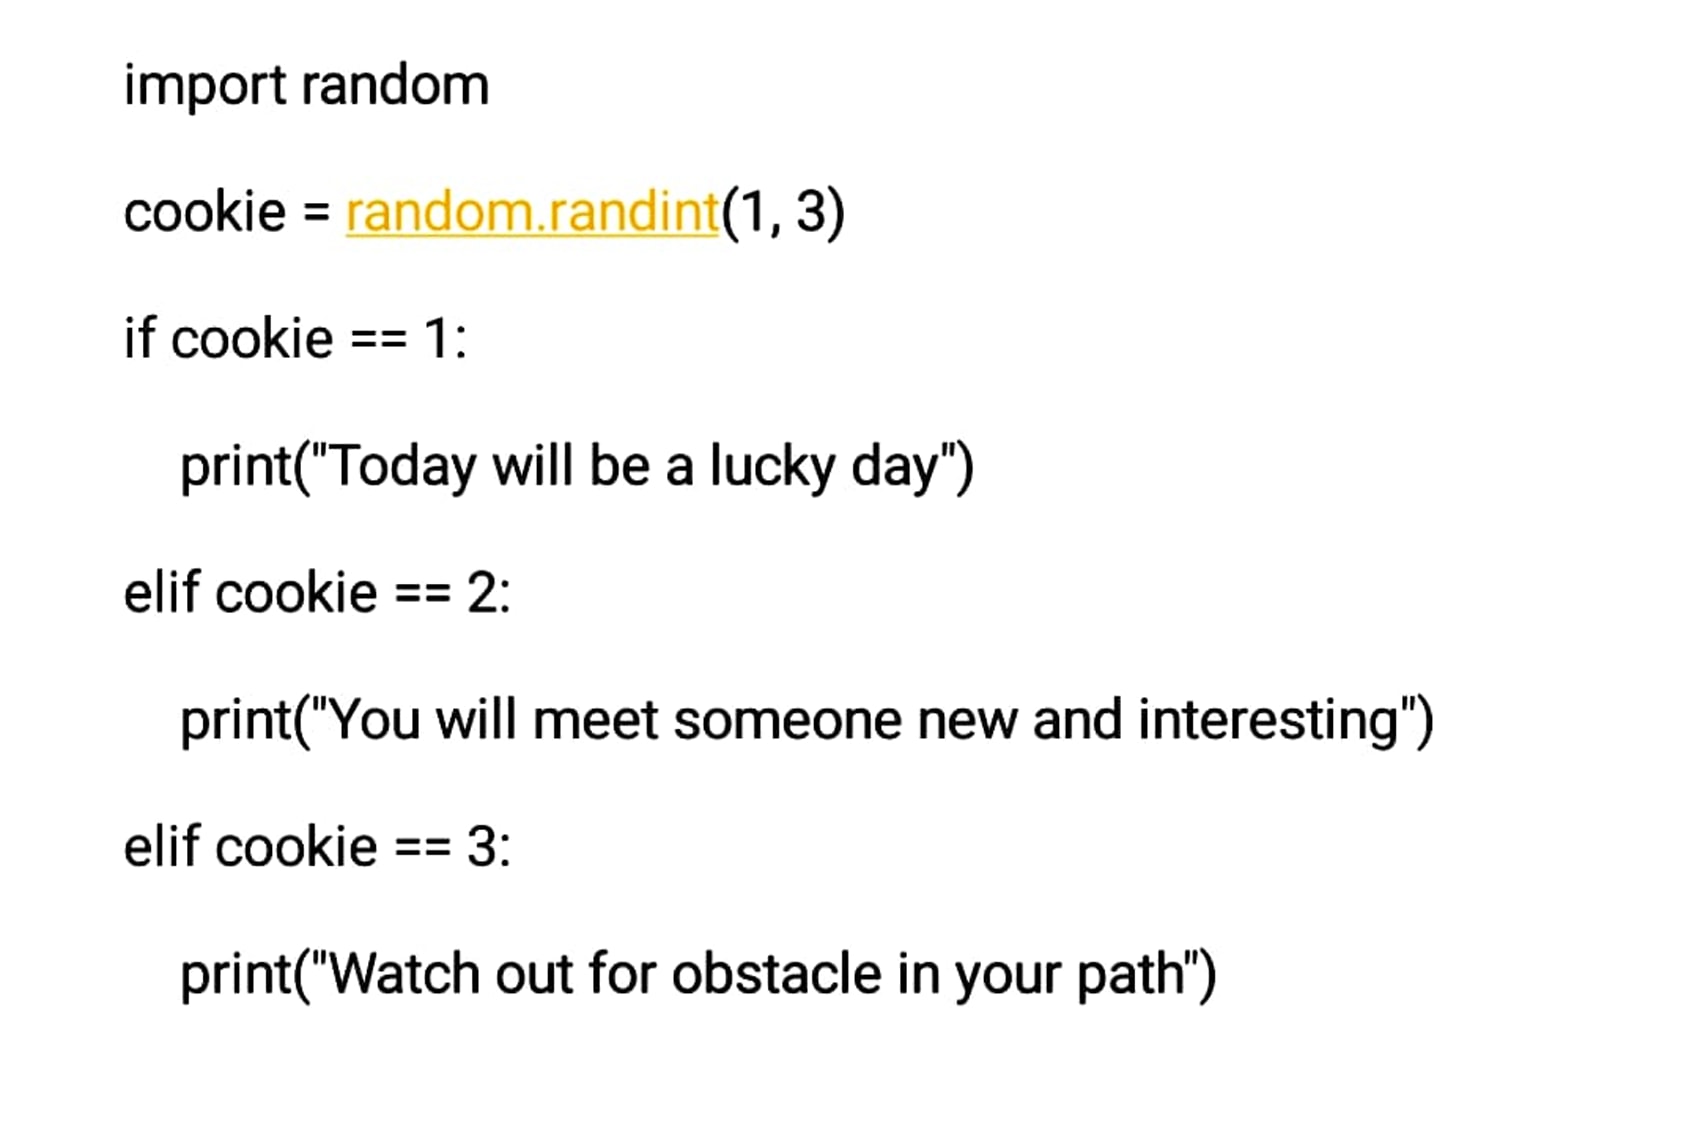 import random
cookie = random.randint(1, 3)
if cookie == 1:
print("Today will be a lucky day")
elif cookie == 2:
print("You will meet someone new and interesting")
elif cookie == 3:
print("Watch out for obstacle in your path")